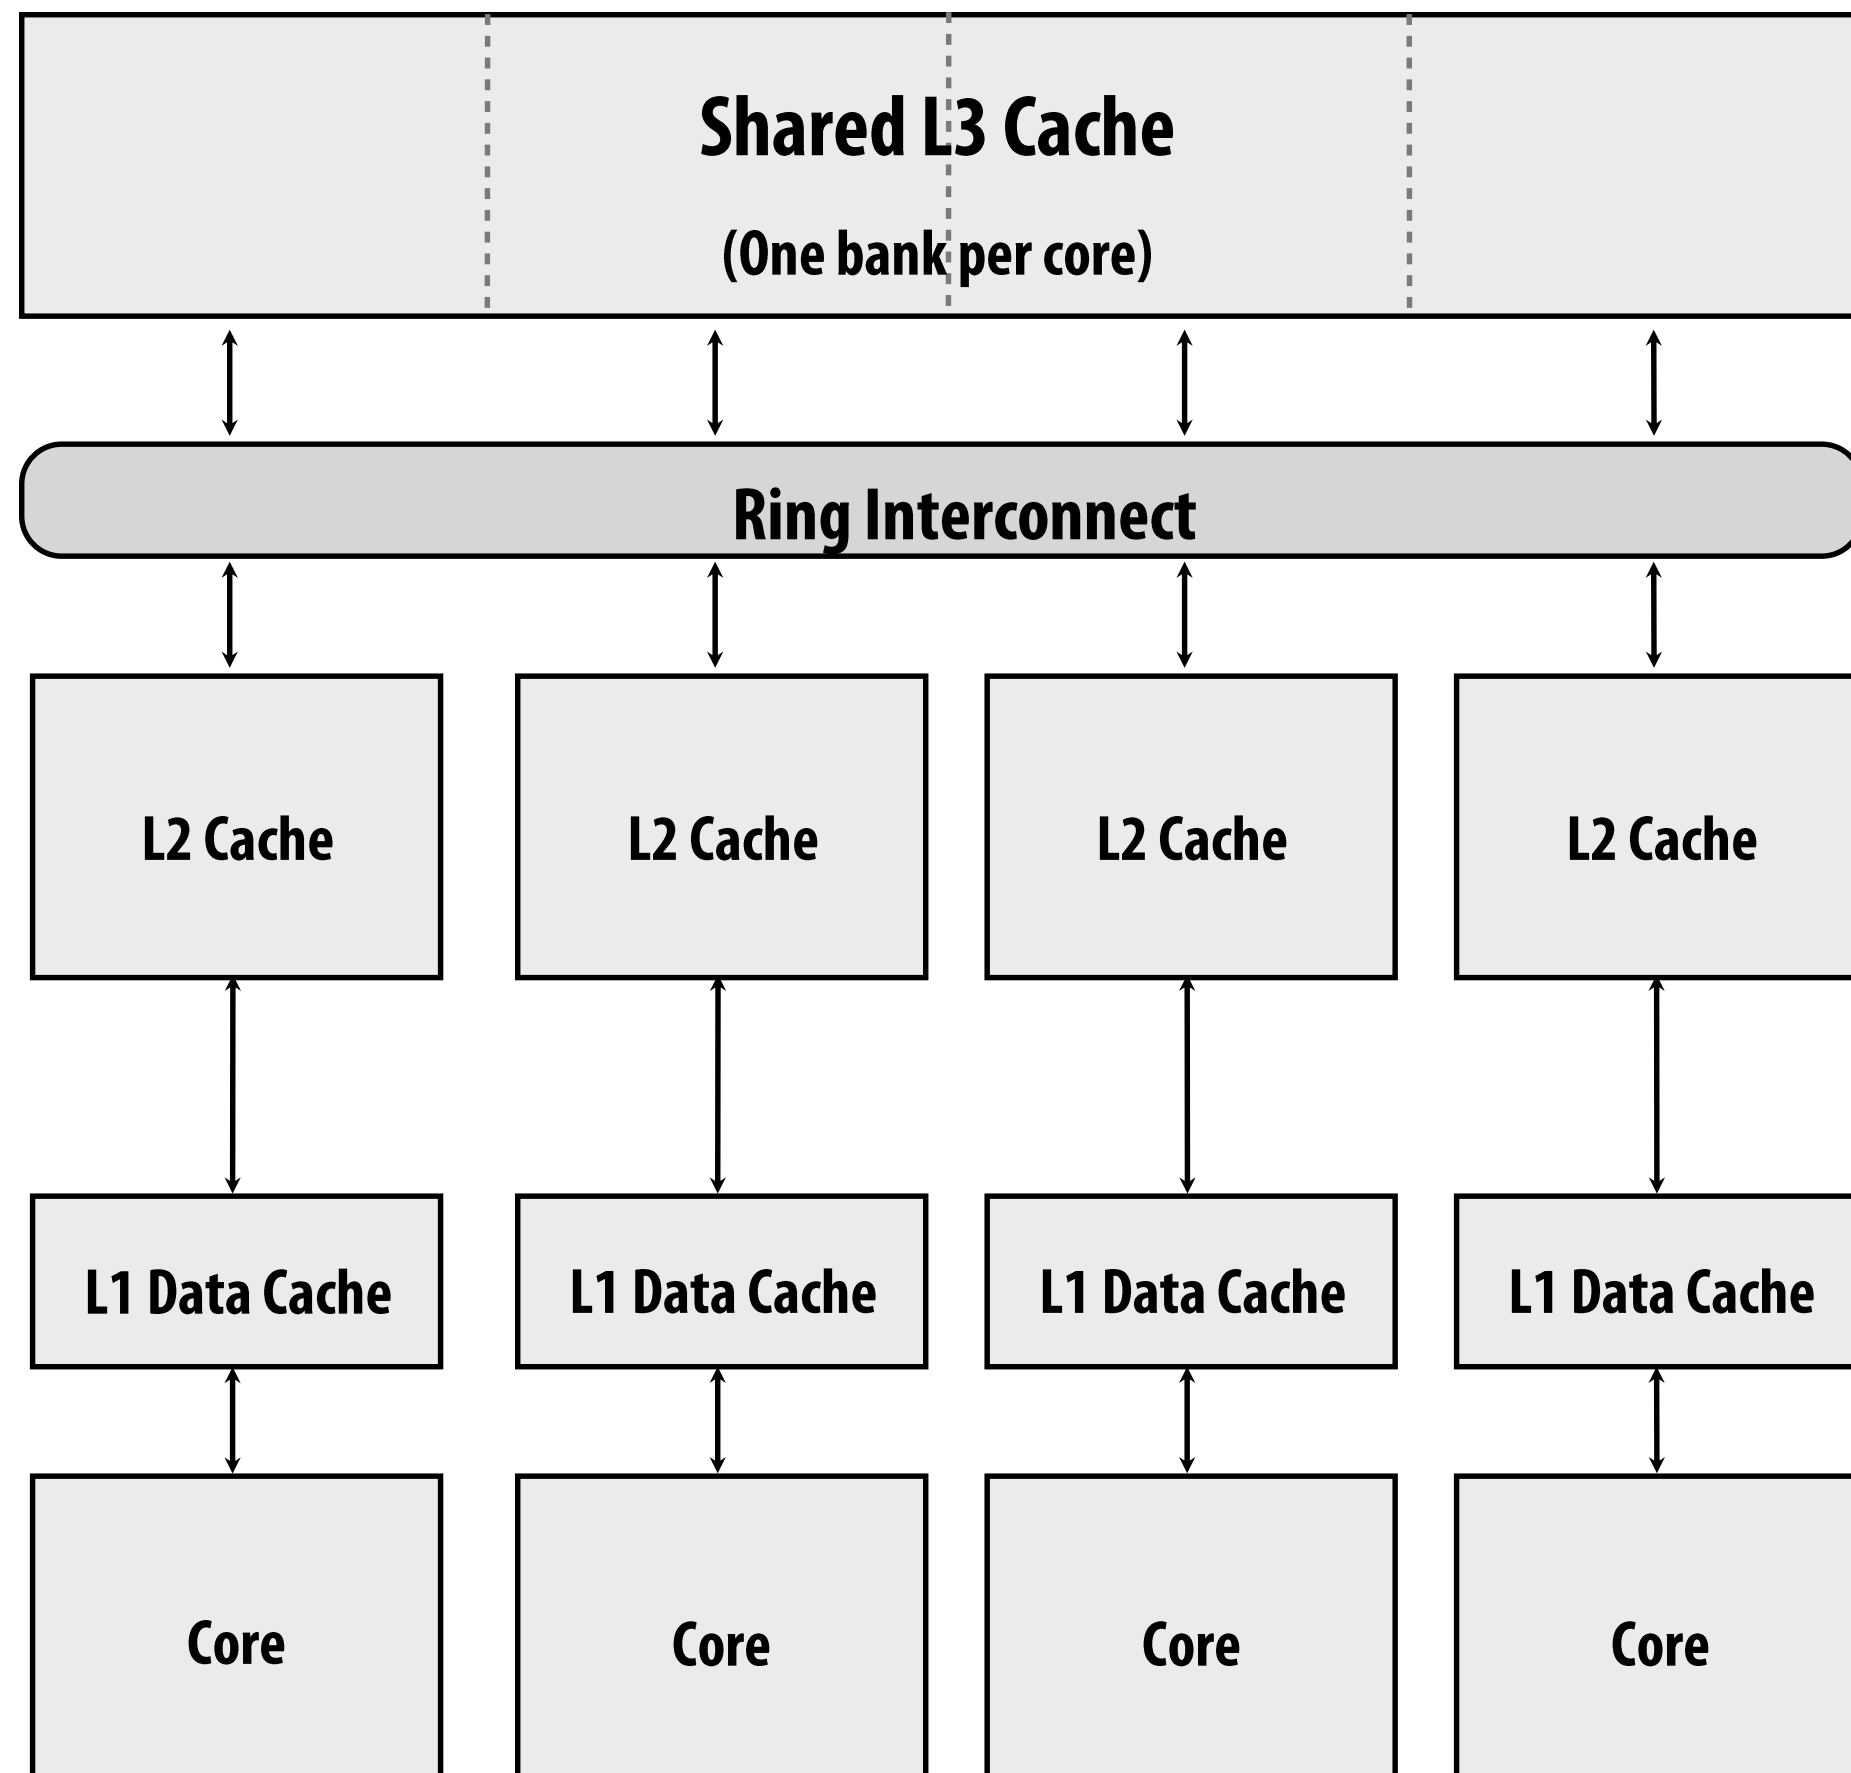 Shared L3 Cache
(One bank per core)
Ring Interconnect
L2 Cache
L2 Cache
L2 Cache
L2 Cache
L1 Data Cache
L1 Data Cache
L1 Data Cache
L1 Data Cache
Core
Core
Core
Core